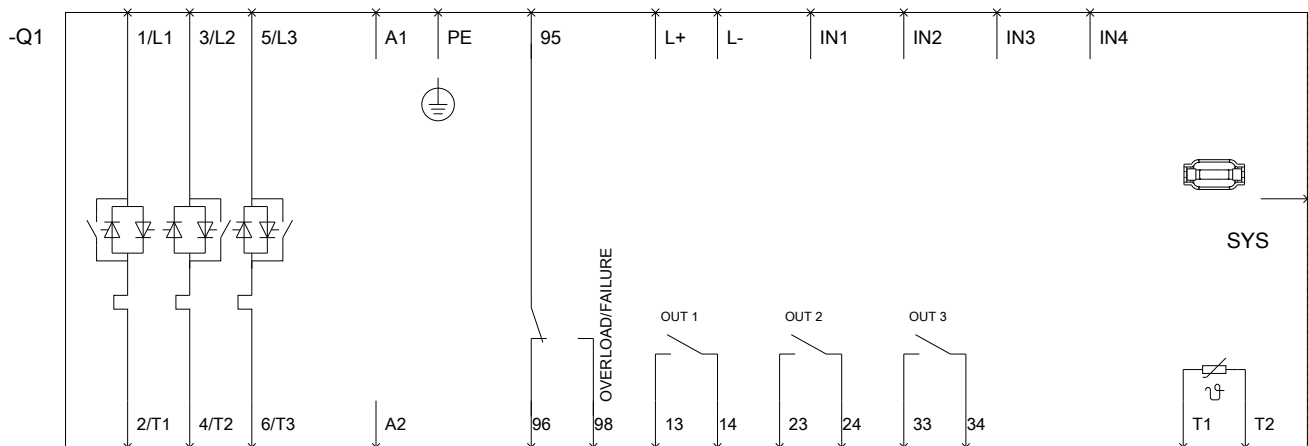 -Q1 1/L1 3/L2 5/L3 A1 PE 95 L+ L- IN1 IN2 IN3 IN4
SYS
OVERLOAD/FAILURE
OUT 1 OUT 2 OUT 3
ϑ
2/T1 4/T2 6/T3 A2 96 98 13 14 23 24 33 34 T1 T2